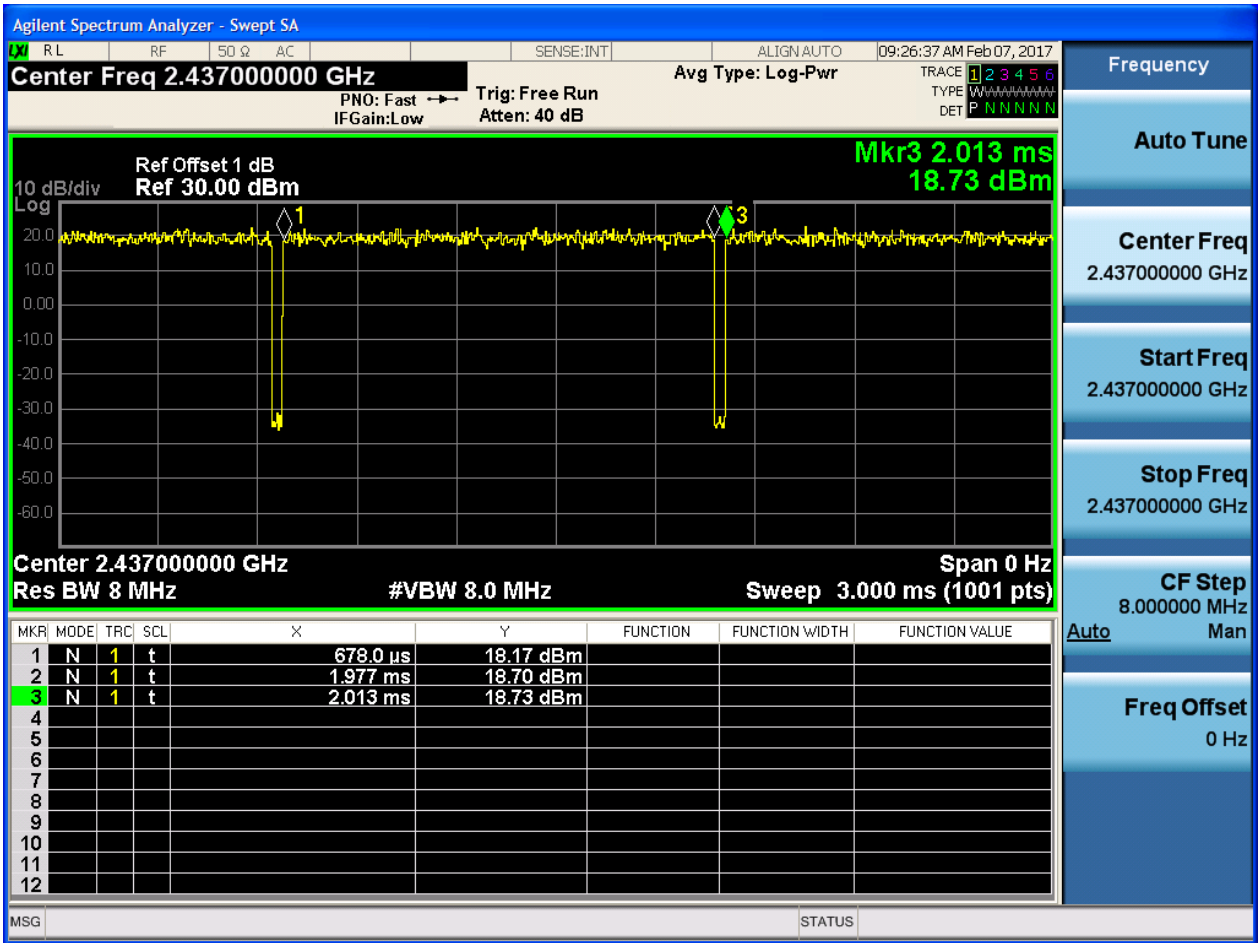 Agilent Spectrum Analyzer - Swept SA
LXI RL RF 50 Ω AC SENSE:INT ALIGN AUTO 09:26:37 AM Feb 07, 2017
Center Freq 2.437000000 GHz
PNO: Fast
IFGain:Low
Trig: Free Run
Atten: 40 dB
Avg Type: Log-Pwr
TRACE 1 2 3 4 5 6
TYPE W
DET P N N N N N
Mkr3 2.013 ms
18.73 dBm
Ref Offset 1 dB
10 dB/div Ref 30.00 dBm
Log
1
3
20.0
10.0
0.00
-10.0
-20.0
-30.0
-40.0
-50.0
-60.0
Center 2.437000000 GHz Span 0 Hz
Res BW 8 MHz #VBW 8.0 MHz Sweep 3.000 ms (1001 pts)
MKR MODE TRC SCL X Y FUNCTION FUNCTION WIDTH FUNCTION VALUE
1 N 1 t 678.0 µs 18.17 dBm
2 N 1 t 1.977 ms 18.70 dBm
3 N 1 t 2.013 ms 18.73 dBm
4
5
6
7
8
9
10
11
12
MSG STATUS
Frequency
Auto Tune
Center Freq
2.437000000 GHz
Start Freq
2.437000000 GHz
Stop Freq
2.437000000 GHz
CF Step
8.000000 MHz
Auto Man
Freq Offset
0 Hz